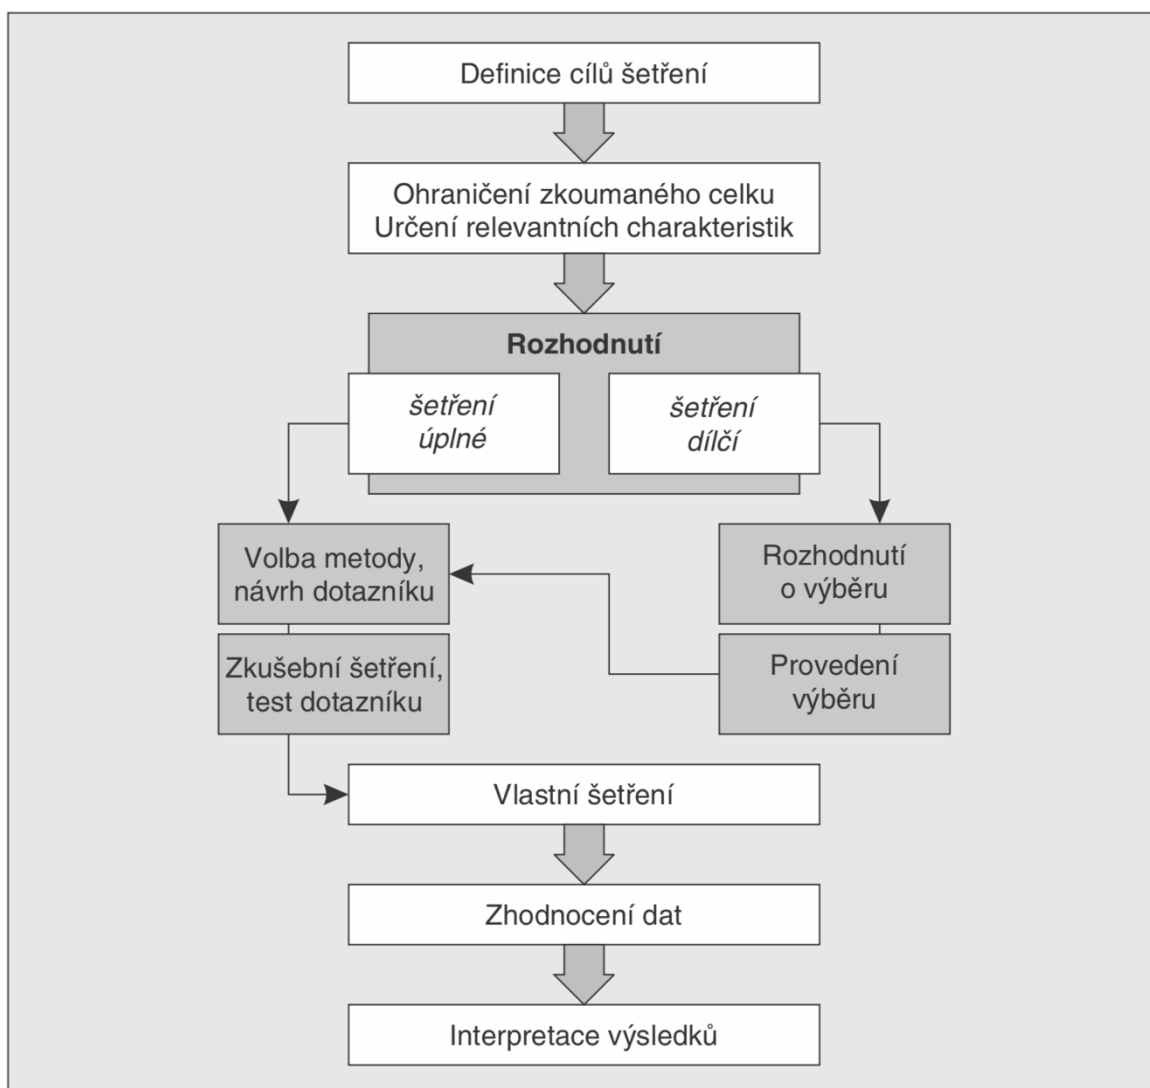 Definice cílů šetření
Ohraničení zkoumaného celku
Určení relevantních charakteristik
Rozhodnutí
šetření
úplné
šetření
dílčí
Volba metody,
návrh dotazníku
Rozhodnutí
o výběru
Zkušební šetření,
test dotazníku
Provedení
výběru
Vlastní šetření
Zhodnocení dat
Interpretace výsledků